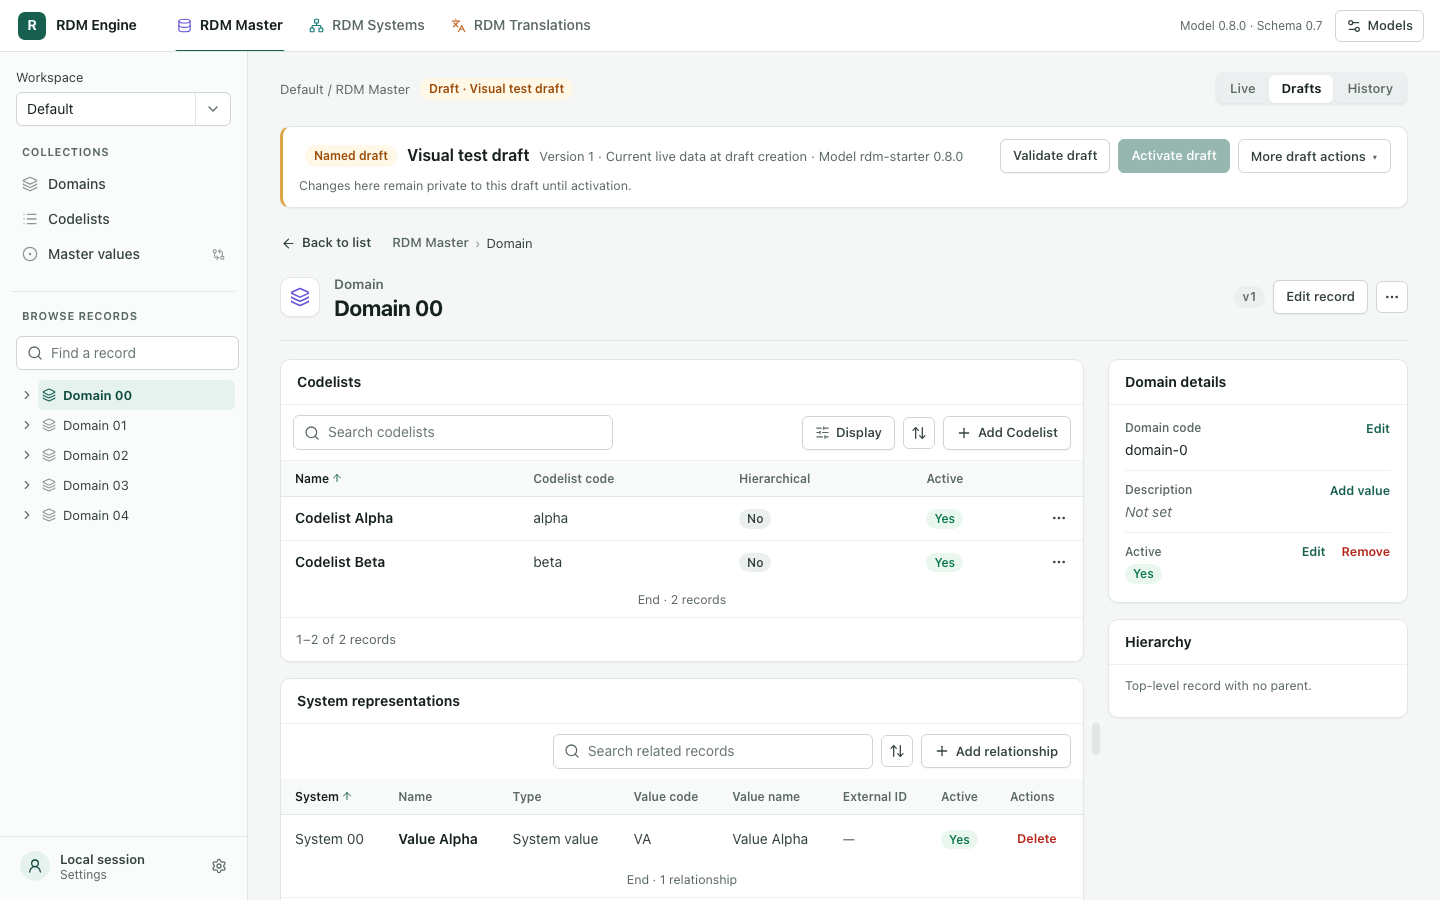 R RDM Engine RDM Master RDM Systems RDM Translations Model 0.8.0 · Schema 0.7 Models
Workspace
Default
COLLECTIONS
Domains
Codelists
Master values
BROWSE RECORDS
Find a record
Domain 00
Domain 01
Domain 02
Domain 03
Domain 04
Local session
Settings
Default / RDM Master Draft · Visual test draft Live Drafts History
Named draft Visual test draft Version 1 · Current live data at draft creation · Model rdm-starter 0.8.0 Validate draft Activate draft More draft actions
Changes here remain private to this draft until activation.
Back to list RDM Master › Domain
Domain
Domain 00 v1 Edit record ···
Codelists
Search codelists Display Add Codelist
Name ↑ Codelist code Hierarchical Active
Codelist Alpha alpha No Yes ···
Codelist Beta beta No Yes ···
End · 2 records
1–2 of 2 records
System representations
Search related records Add relationship
System ↑ Name Type Value code Value name External ID Active Actions
System 00 Value Alpha System value VA Value Alpha — Yes Delete
End · 1 relationship
Domain details
Domain code Edit
domain-0
Description Add value
Not set
Active Edit Remove
Yes
Hierarchy
Top-level record with no parent.